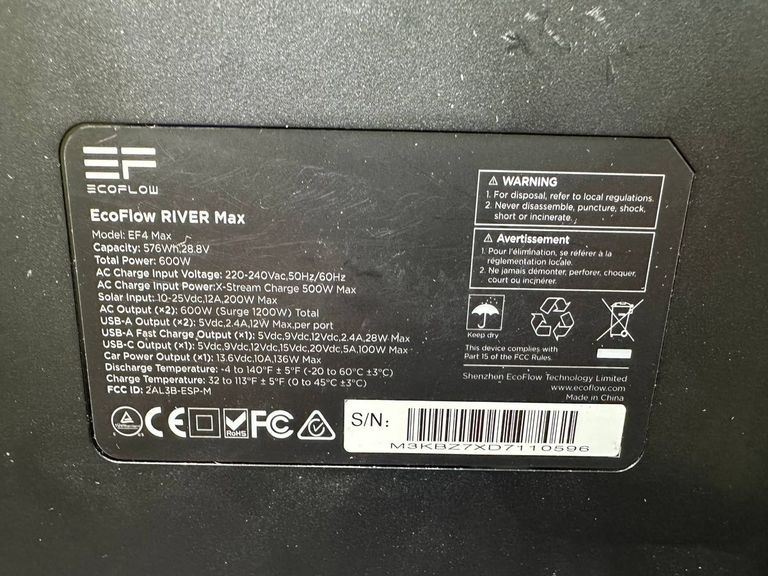 EF
ECOFLOW
EcoFlow RIVER Max
Model: EF4 Max
Capacity: 576Wh,28.8V
Total Power: 600W
AC Charge Input Voltage: 220-240Vac,50Hz/60Hz
AC Charge Input Power:X-Stream Charge 500W Max
Solar Input: 10-25Vdc,12A,200W Max
AC Output (×2): 600W (Surge 1200W) Total
USB-A Output (×2): 5Vdc,2.4A,12W Max,per port
USB-A Fast Charge Output (×1): 5Vdc,9Vdc,12Vdc,2.4A,28W Max
USB-C Output (×1): 5Vdc,9Vdc,12Vdc,15Vdc,20Vdc,5A,100W Max
Car Power Output (×1): 13.6Vdc,10A,136W Max
Discharge Temperature: -4 to 140°F ± 5°F (-20 to 60°C ±3°C)
Charge Temperature: 32 to 113°F ± 5°F (0 to 45°C ±3°C)
FCC ID: 2AL3B-ESP-M
CE
RoHS
FC
⚠ WARNING
1. For disposal, refer to local regulations.
2. Never disassemble, puncture, shock,
short or incinerate.
⚠ Avertissement
1. Pour l'élimination, se référer à la
réglementation locale.
2. Ne jamais démonter, perforer, choquer,
court ou incinérer.
Keep dry
This device complies with
Part 15 of the FCC Rules.
Shenzhen EcoFlow Technology Limited
www.ecoflow.com
Made in China
S/N:
M3KBZ7XD7110596